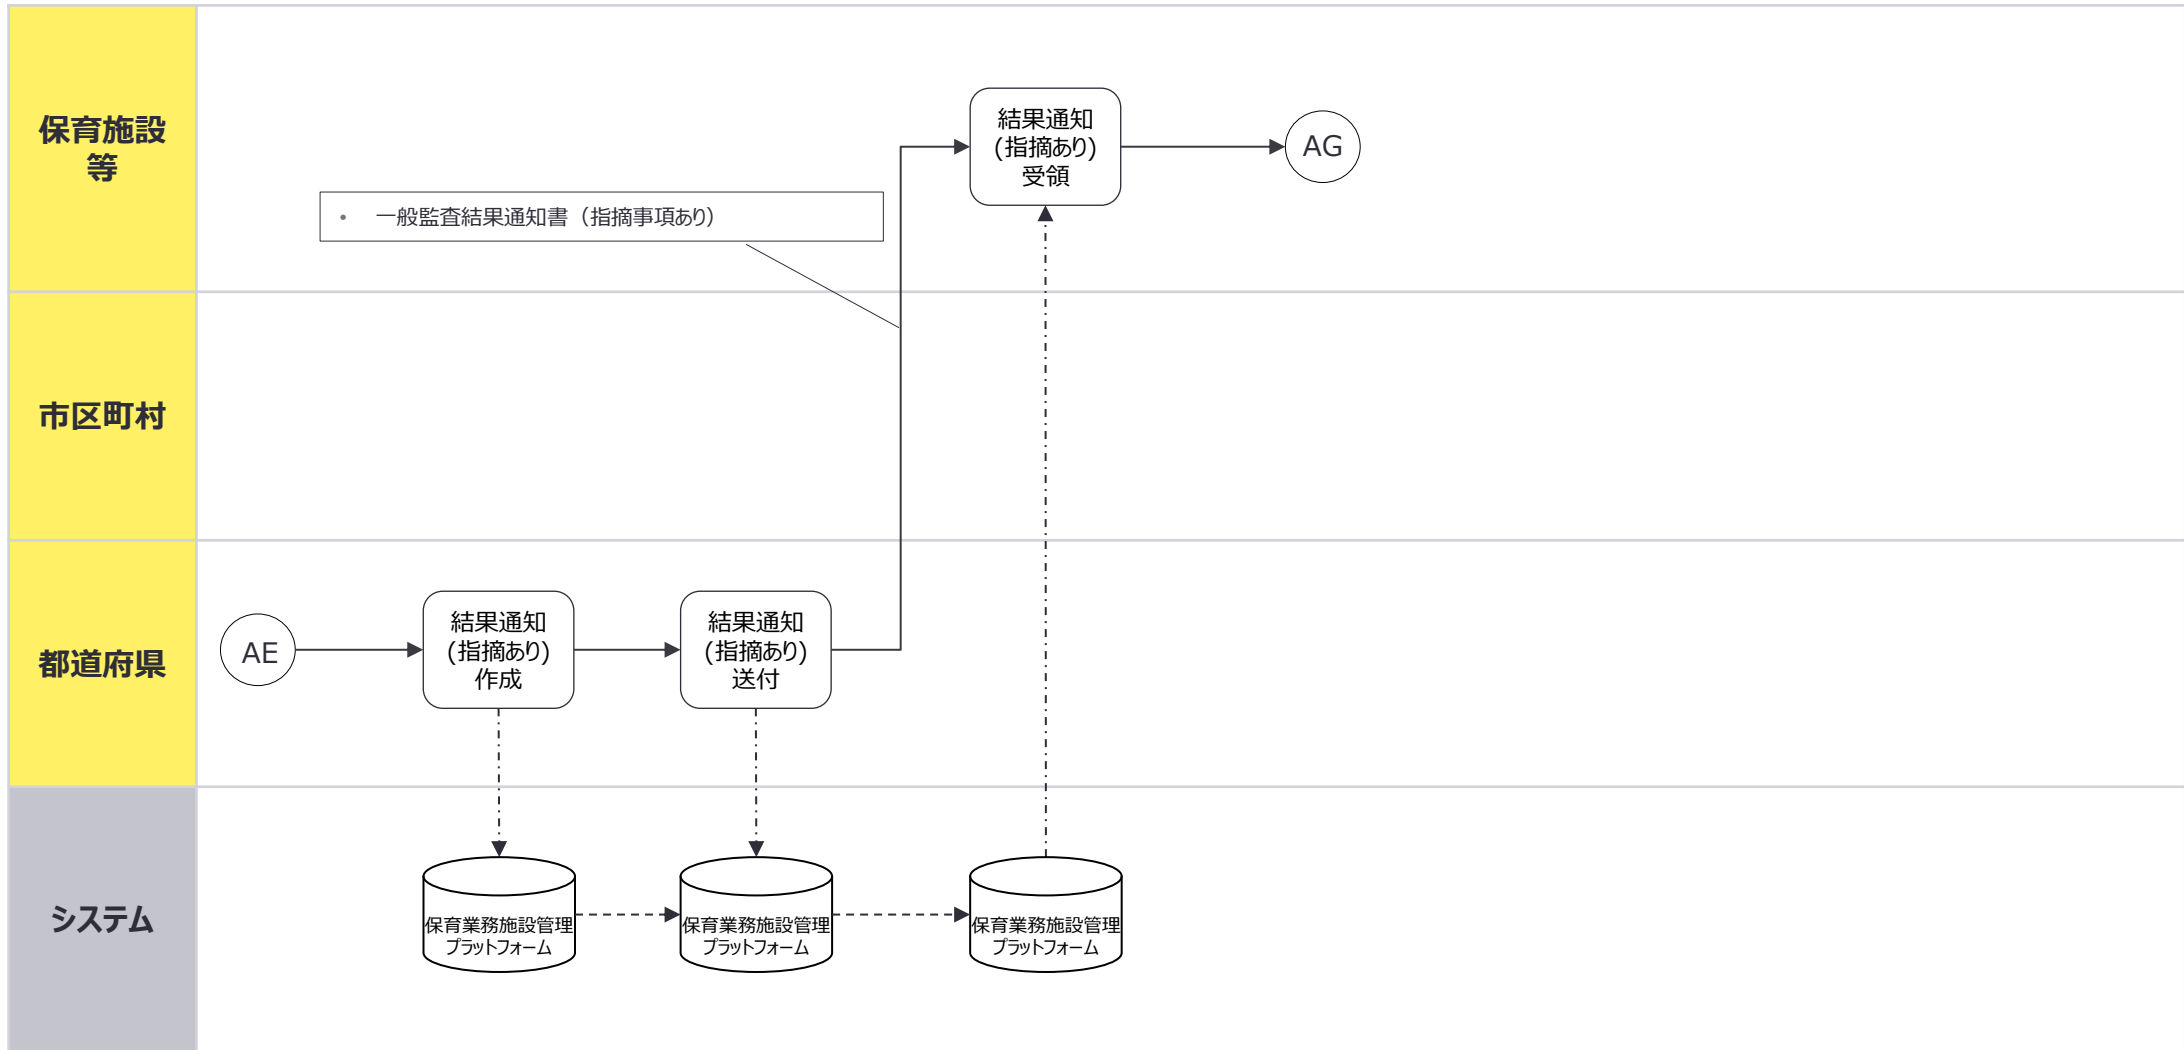 保育施設
等
結果通知
(指摘あり)
受領
AG
• 一般監査結果通知書（指摘事項あり）
市区町村
都道府県
AE
結果通知
(指摘あり)
作成
結果通知
(指摘あり)
送付
システム
保育業務施設管理
プラットフォーム
保育業務施設管理
プラットフォーム
保育業務施設管理
プラットフォーム